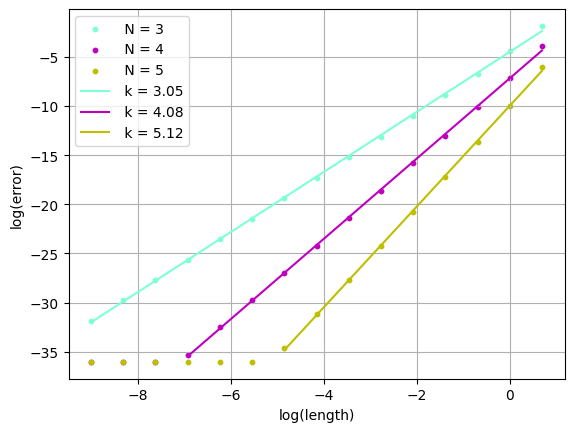 N = 3
N = 4
N = 5
k = 3.05
k = 4.08
k = 5.12
−5
−10
−15
−20
−25
−30
−35
log(error)
−8 −6 −4 −2 0
log(length)